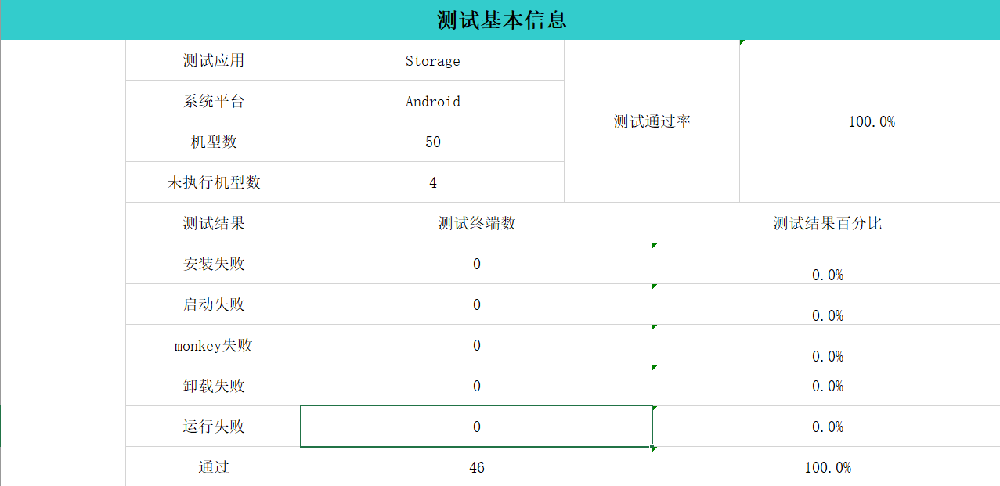 测试基本信息
测试应用 Storage
系统平台 Android
测试通过率 100.0%
机型数 50
未执行机型数 4
测试结果 测试终端数 测试结果百分比
安装失败 0 0.0%
启动失败 0 0.0%
monkey失败 0 0.0%
卸载失败 0 0.0%
运行失败 0 0.0%
通过 46 100.0%